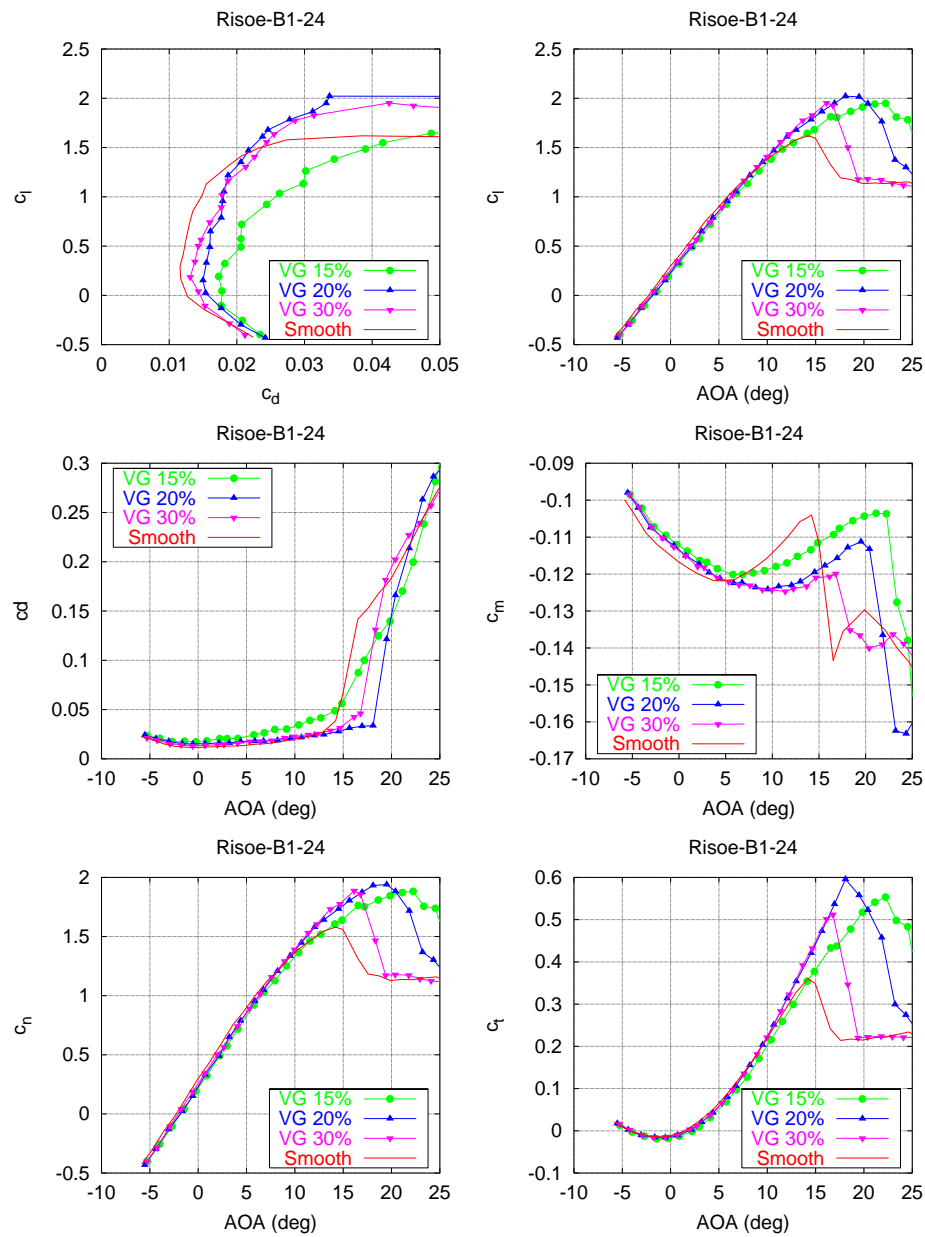 Risoe-B1-24
2.5
2
1.5
1
0.5
0
-0.5
c_l
0
0.01
0.02
0.03
0.04
0.05
c_d
VG 15%
VG 20%
VG 30%
Smooth
Risoe-B1-24
2.5
2
1.5
1
0.5
0
-0.5
c_l
-10
-5
0
5
10
15
20
25
AOA (deg)
VG 15%
VG 20%
VG 30%
Smooth
Risoe-B1-24
0.3
0.25
0.2
0.15
0.1
0.05
0
cd
-10
-5
0
5
10
15
20
25
AOA (deg)
VG 15%
VG 20%
VG 30%
Smooth
Risoe-B1-24
-0.09
-0.1
-0.11
-0.12
-0.13
-0.14
-0.15
-0.16
-0.17
c_m
-10
-5
0
5
10
15
20
25
AOA (deg)
VG 15%
VG 20%
VG 30%
Smooth
Risoe-B1-24
2
1.5
1
0.5
0
-0.5
c_n
-10
-5
0
5
10
15
20
25
AOA (deg)
VG 15%
VG 20%
VG 30%
Smooth
Risoe-B1-24
0.6
0.5
0.4
0.3
0.2
0.1
0
-0.1
c_t
-10
-5
0
5
10
15
20
25
AOA (deg)
VG 15%
VG 20%
VG 30%
Smooth